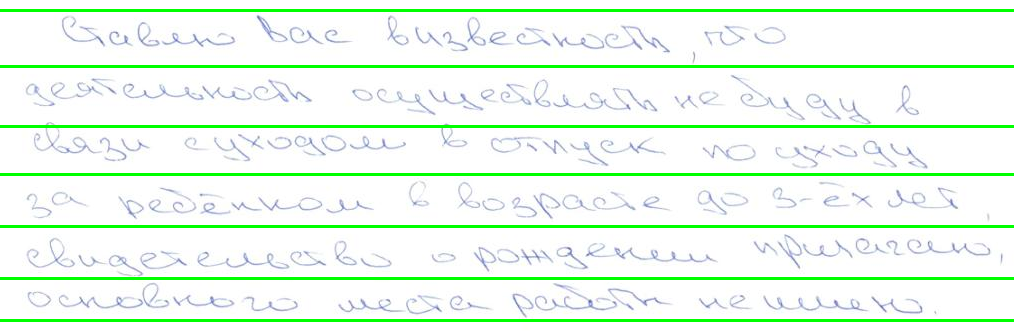 Ставлю Вас визвестность, что
деятельность осуществлять не буду в
связи с уходом в отпуск по уходу
за ребёнком в возрасте до 3-ёх лет,
свидетельство о рождении прилагаю,
основного места работы не имею.